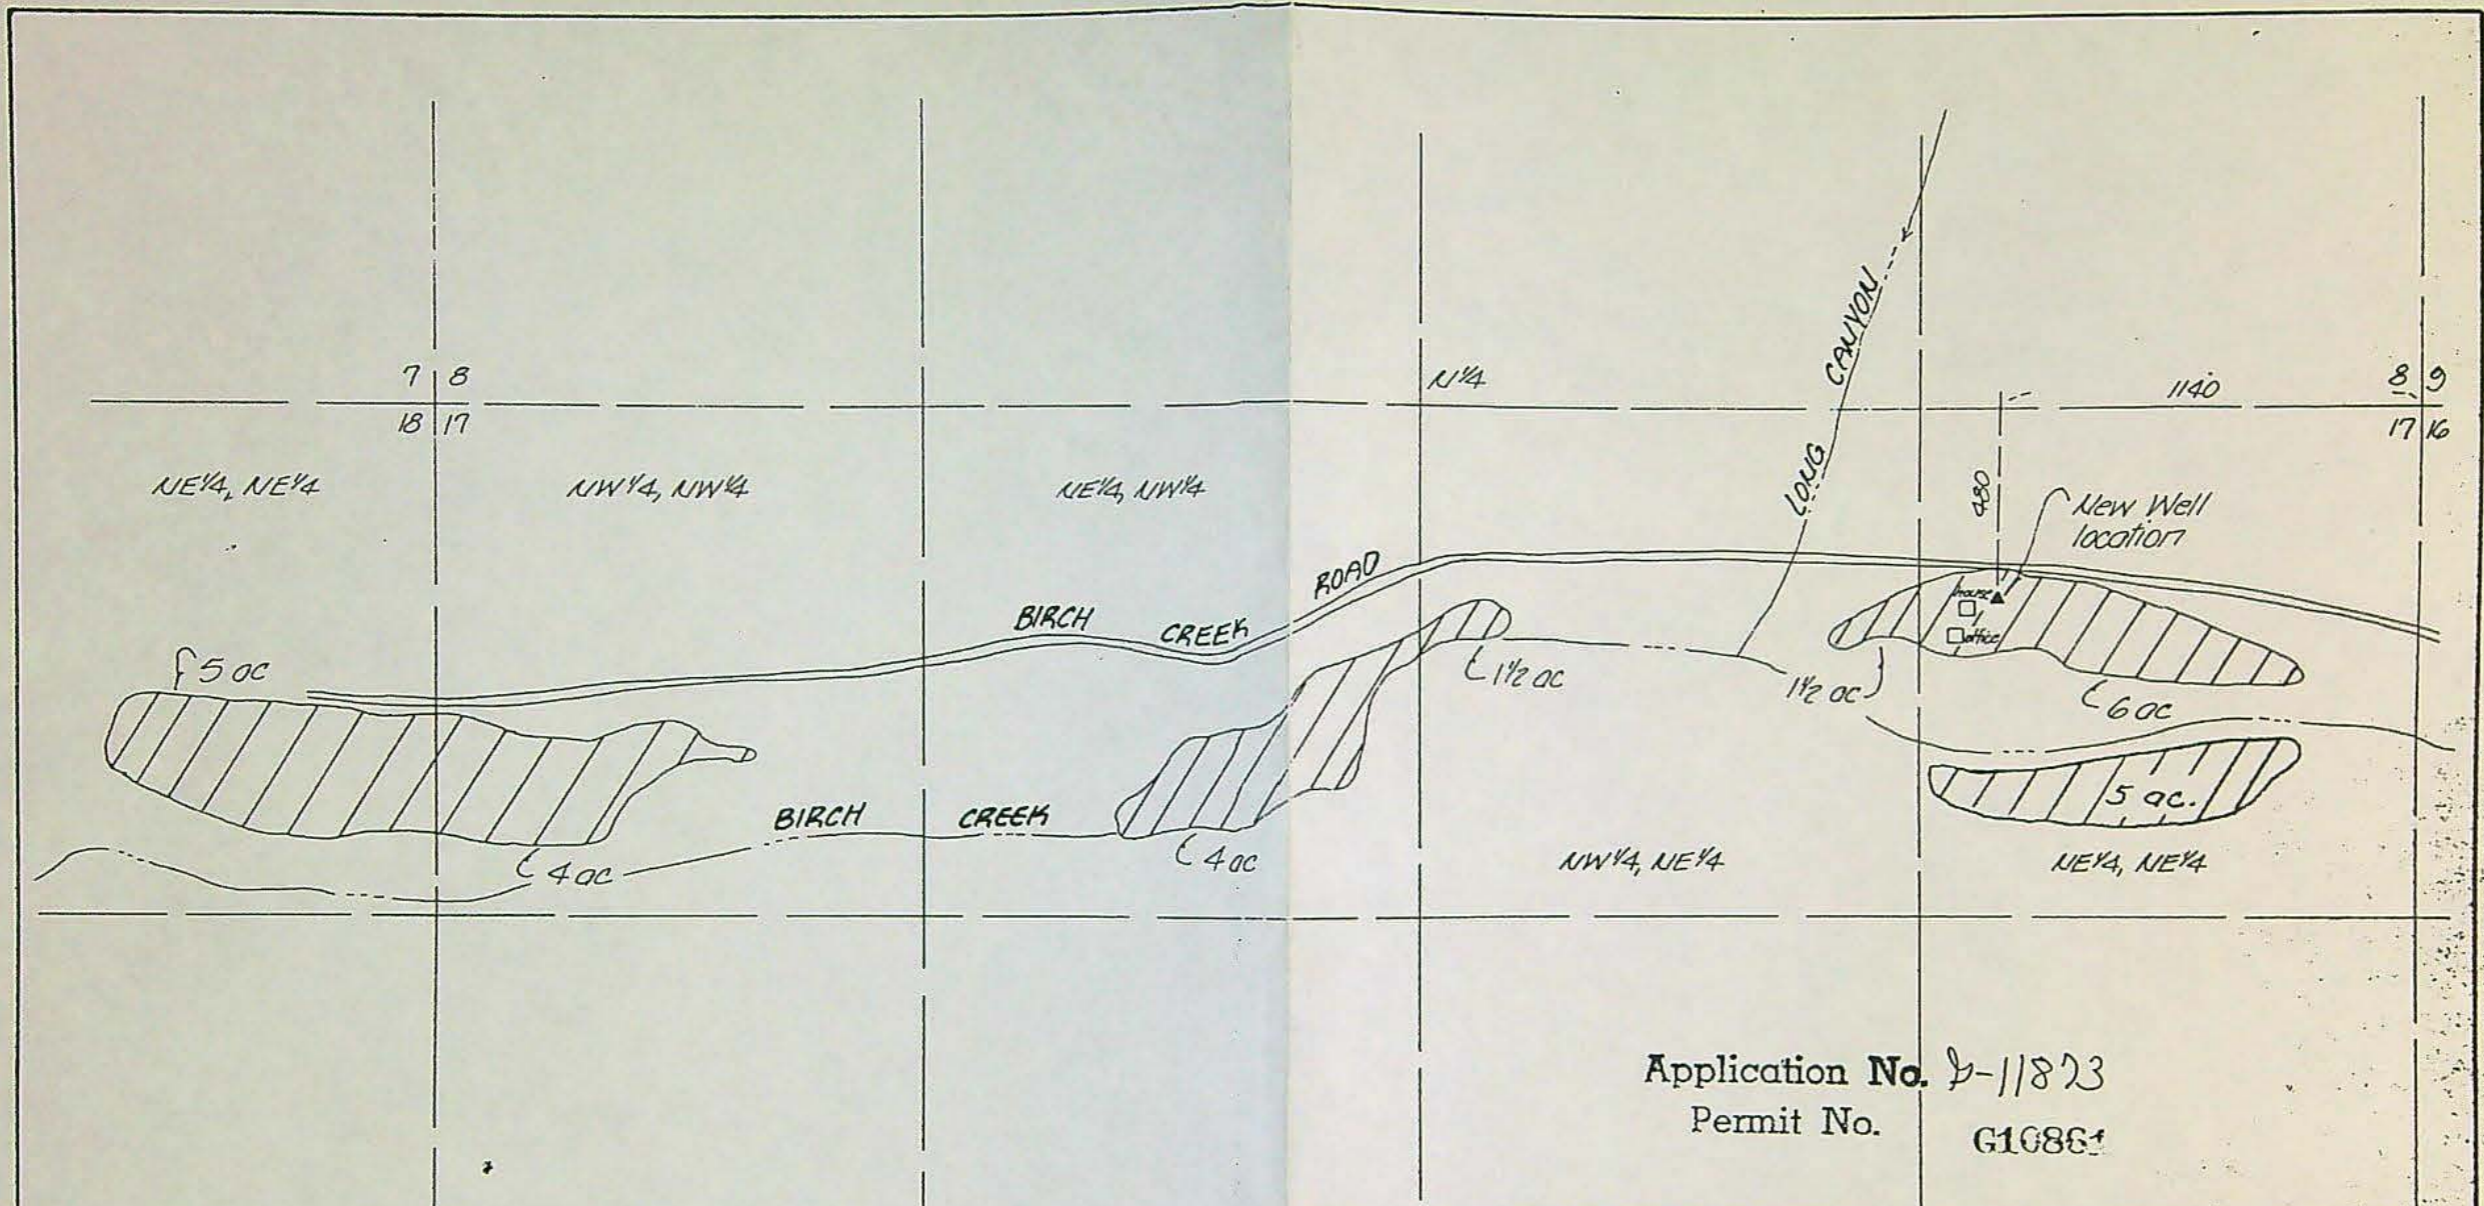 7 8
18 17
N¼
8 9
17 16
1140
480
NE¼, NE¼
NW¼, NW¼
NE¼, NW¼
LONG CANYON
New Well
location
house
office
BIRCH CREEK ROAD
5 ac
4 ac
BIRCH CREEK
4 ac
1½ ac
1½ ac
6 ac
5 ac.
NW¼, NE¼
NE¼, NE¼
Application No. G-11823
Permit No.